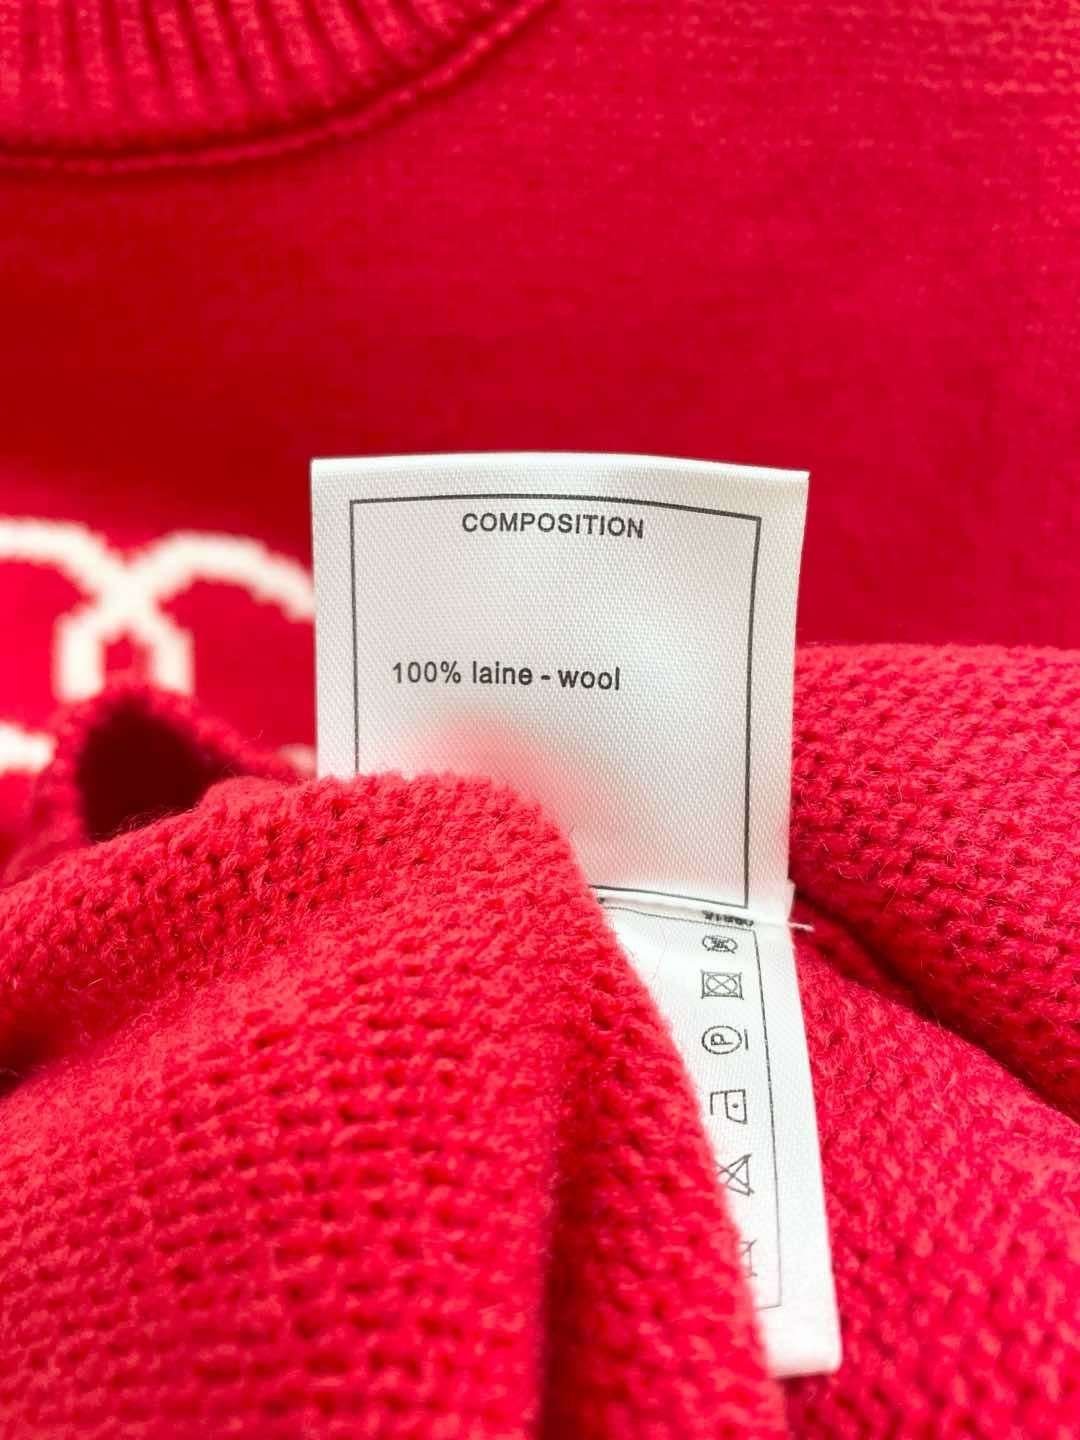 COMPOSITION
100% laine - wool
P